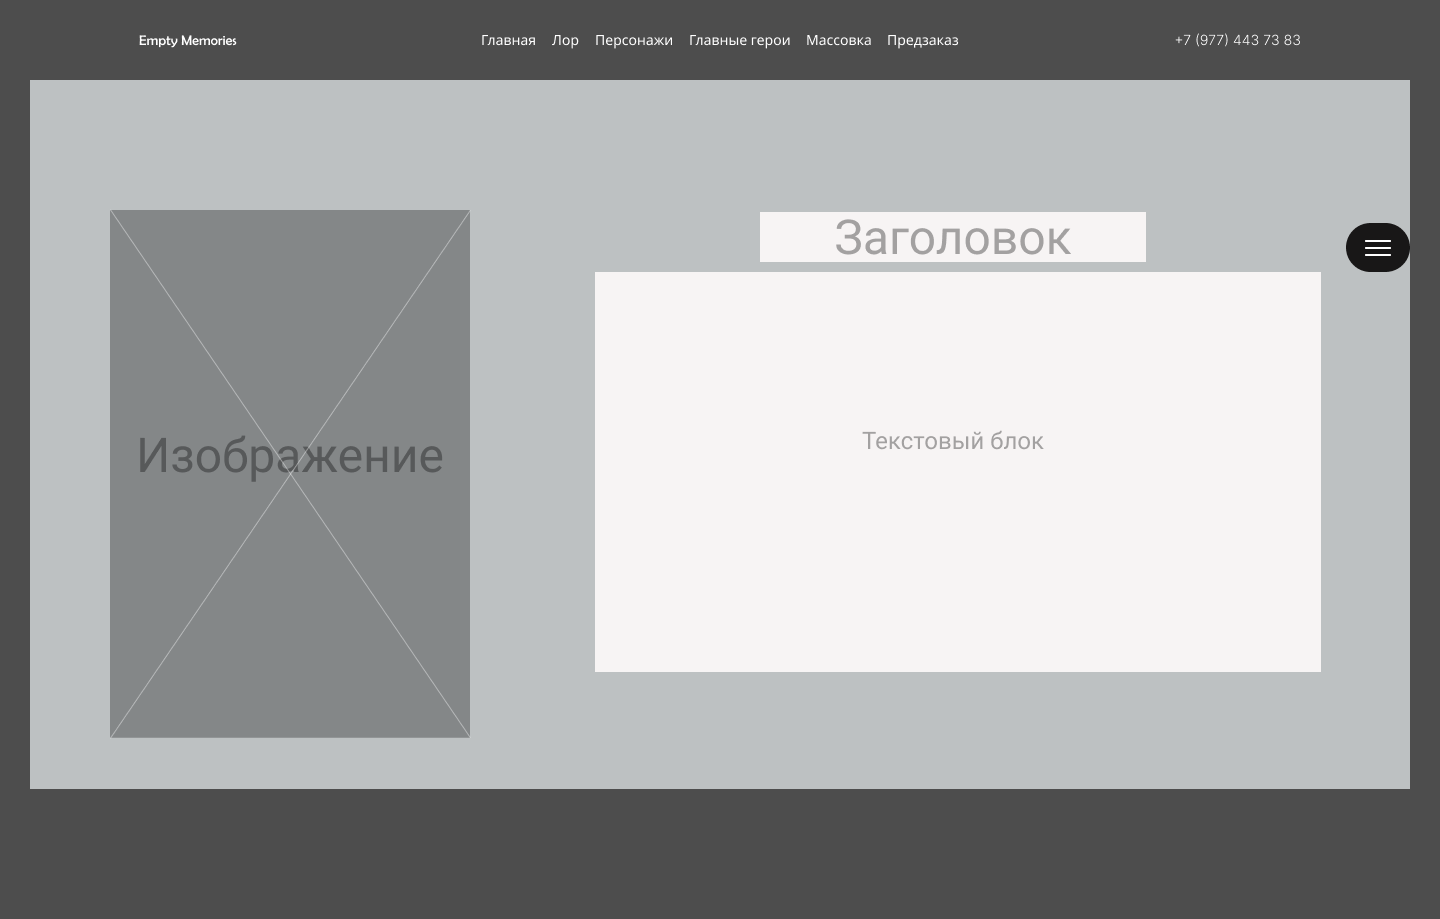 Empty Memories
Главная Лор Персонажи Главные герои Массовка Предзаказ
+7 (977) 443 73 83
Заголовок
Изображение
Текстовый блок